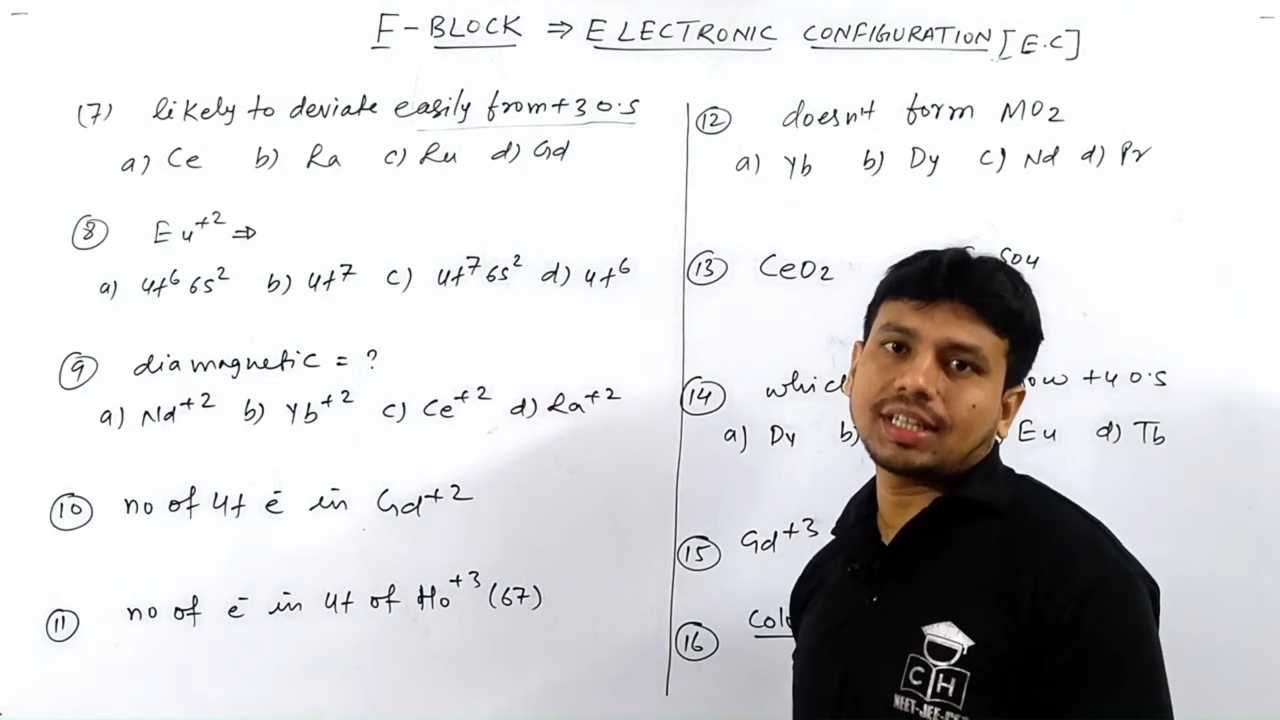 F-BLOCK ⇒ ELECTRONIC CONFIGURATION [E.C]
(7) likely to deviate easily from +3 O.S
a) Ce b) La c) Lu d) Gd
(8) Eu+2 ⇒
a) 4f6 6s2 b) 4f7 c) 4f7 6s2 d) 4f6
(9) diamagnetic = ?
a) Nd+2 b) Yb+2 c) Ce+2 d) La+2
(10) no of 4f e- in Gd+2
(11) no of e- in 4f of Ho+3 (67)
(12) doesn't form MO2
a) Yb b) Dy c) Nd d) Pr
(13) CeO2 SO4
(14) +4 O.S
a) Dy b) Eu d) Tb
(15) Gd+3
(16)
C H